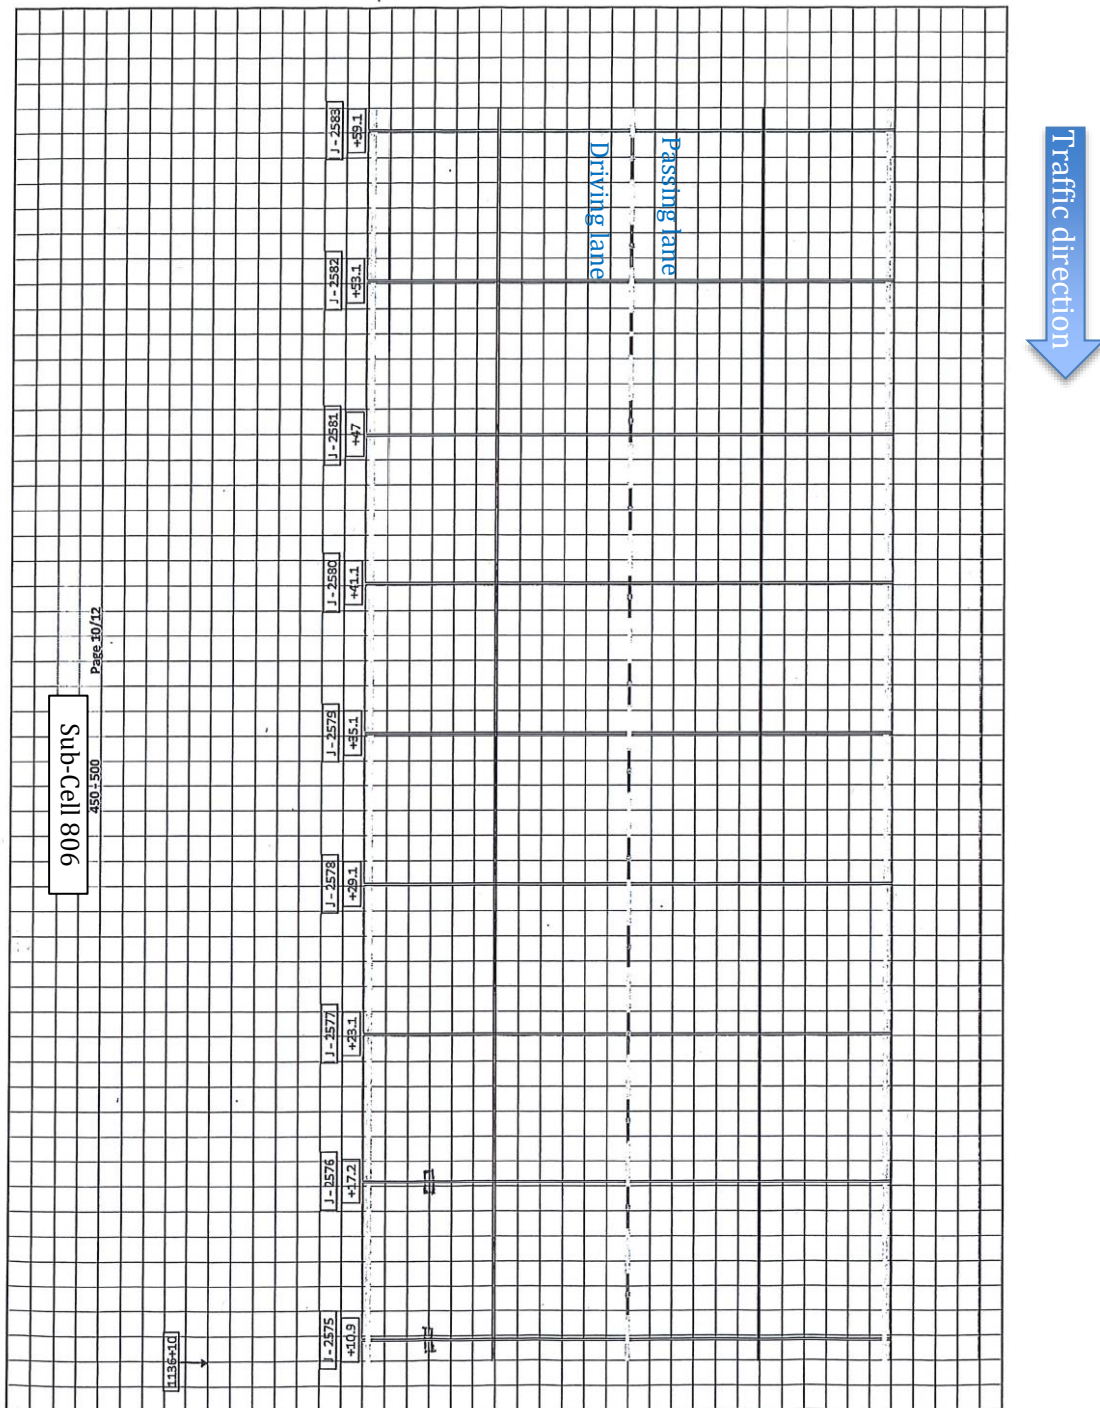 Traffic direction
Passing lane
Driving lane
J - 2583
+59.1
J - 2582
+53.1
J - 2581
+47
J - 2580
+41.1
J - 2579
+35.1
J - 2578
+29.1
J - 2577
+23.1
J - 2576
+17.2
J - 2575
+10.9
1136+10
Page 10/12
450 - 500
Sub-Cell 806